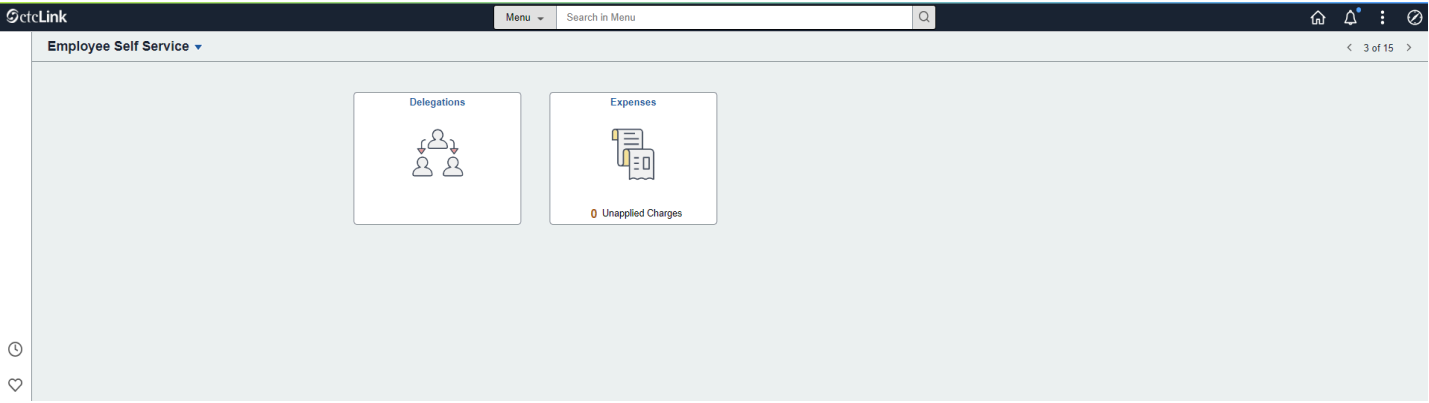 ctcLink
Menu
Search in Menu
Employee Self Service
3 of 15
Delegations
Expenses
0 Unapplied Charges